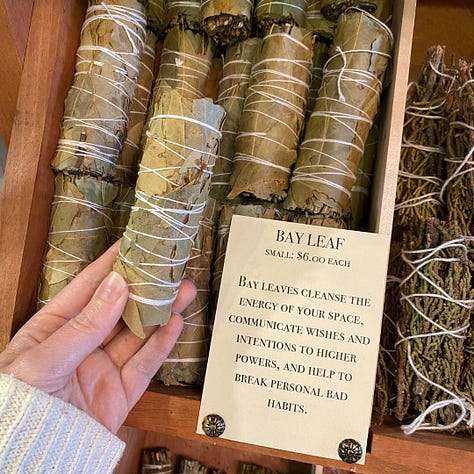 BAY LEAF
SMALL: $6.00 EACH
BAY LEAVES CLEANSE THE
ENERGY OF YOUR SPACE,
COMMUNICATE WISHES AND
INTENTIONS TO HIGHER
POWERS, AND HELP TO
BREAK PERSONAL BAD
HABITS.